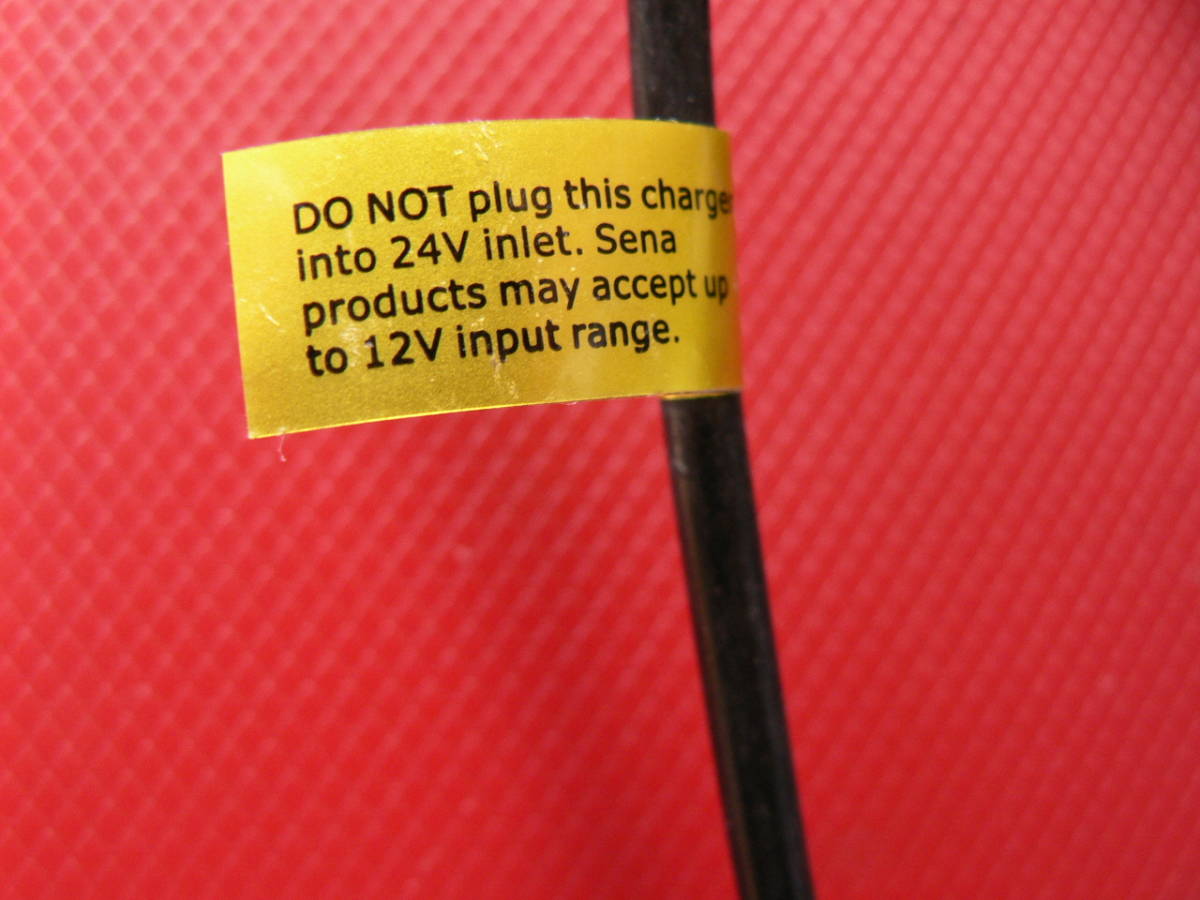 DO NOT plug this charger
into 24V inlet. Sena
products may accept up
to 12V input range.